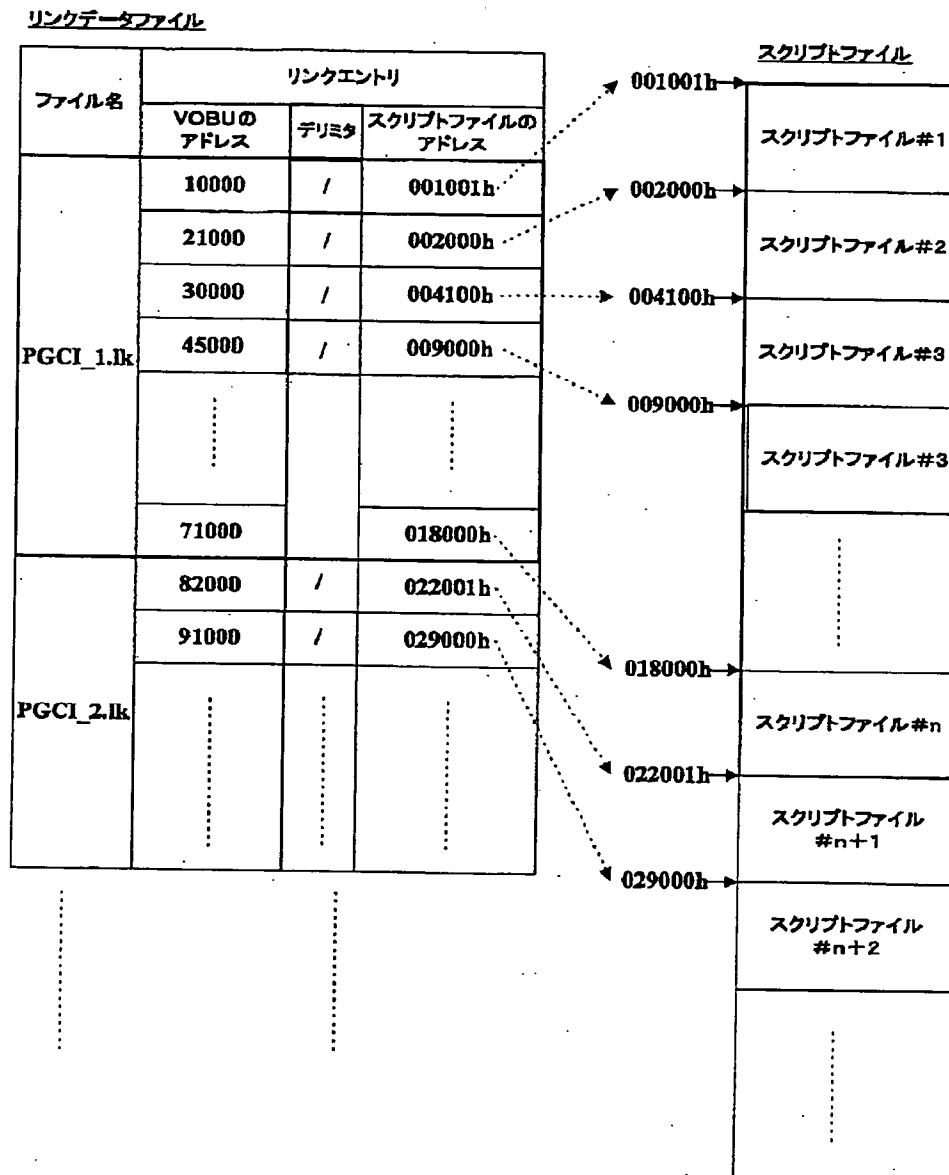 リンクデータファイル
ファイル名
リンクエントリ
VOBUの
アドレス
デリミタ
スクリプトファイルの
アドレス
PGCI_1.lk
10000 / 001001h
21000 / 002000h
30000 / 004100h
45000 / 009000h
71000 018000h
PGCI_2.lk
82000 / 022001h
91000 / 029000h
スクリプトファイル
001001h
スクリプトファイル#1
002000h
スクリプトファイル#2
004100h
スクリプトファイル#3
009000h
スクリプトファイル#3
018000h
スクリプトファイル#n
022001h
スクリプトファイル
#n+1
029000h
スクリプトファイル
#n+2